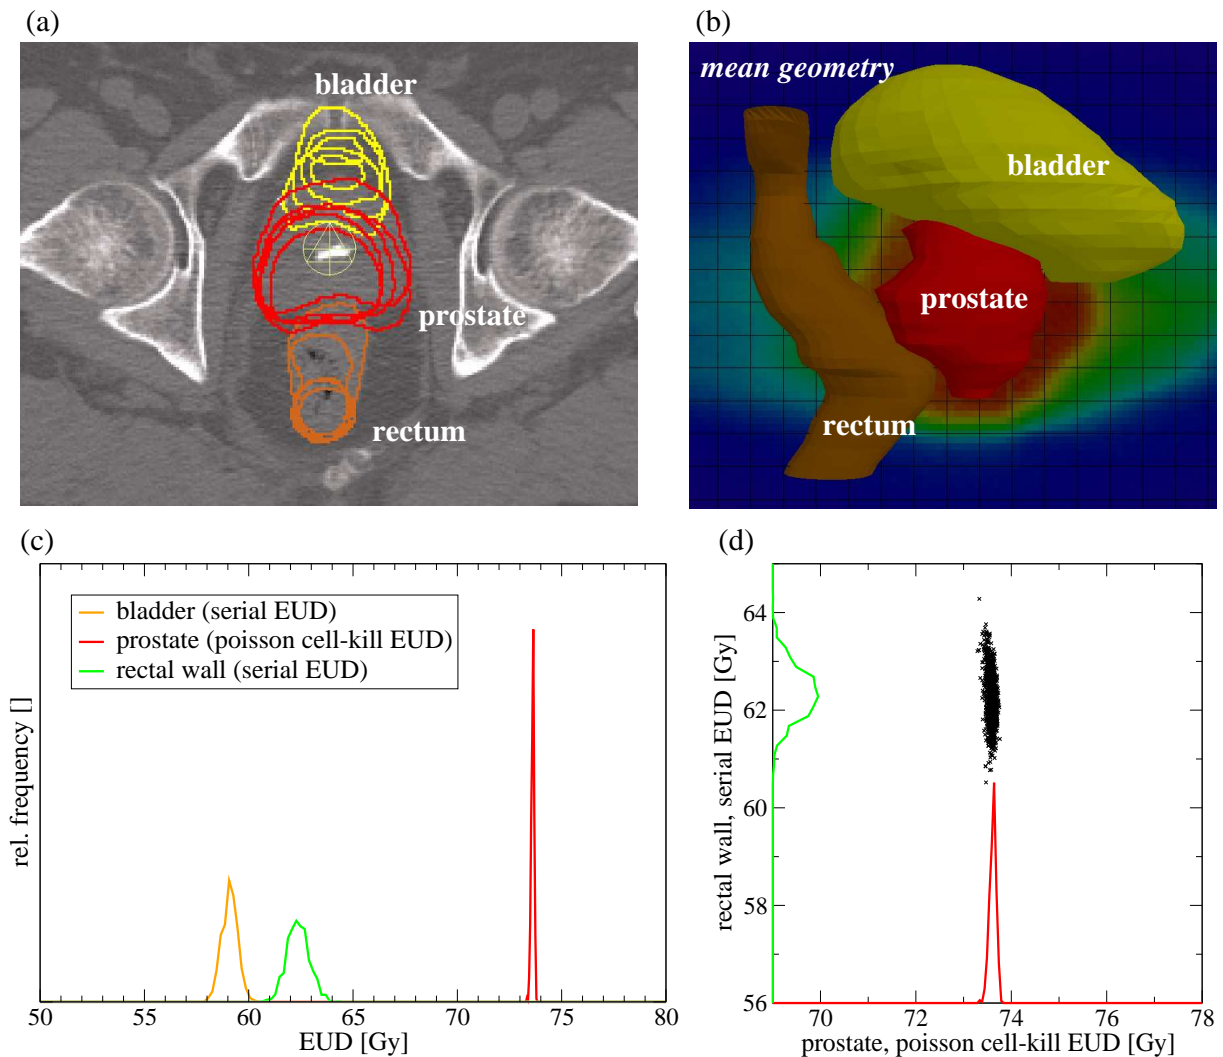 (a)
bladder
prostate
rectum
(b)
mean geometry
bladder
prostate
rectum
(c)
bladder (serial EUD)
prostate (poisson cell-kill EUD)
rectal wall (serial EUD)
rel. frequency []
50 55 60 65 70 75 80
EUD [Gy]
(d)
rectal wall, serial EUD [Gy]
64
62
60
58
56
70 72 74 76 78
prostate, poisson cell-kill EUD [Gy]